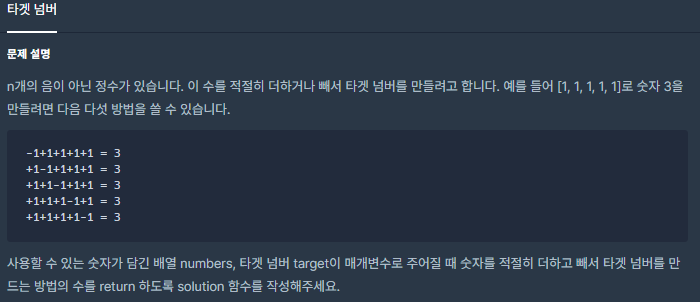 타겟 넘버
문제 설명
n개의 음이 아닌 정수가 있습니다. 이 수를 적절히 더하거나 빼서 타겟 넘버를 만들려고 합니다. 예를 들어 [1, 1, 1, 1, 1]로 숫자 3을
만들려면 다음 다섯 방법을 쓸 수 있습니다.
-1+1+1+1+1 = 3
+1-1+1+1+1 = 3
+1+1-1+1+1 = 3
+1+1+1-1+1 = 3
+1+1+1+1-1 = 3
사용할 수 있는 숫자가 담긴 배열 numbers, 타겟 넘버 target이 매개변수로 주어질 때 숫자를 적절히 더하고 빼서 타겟 넘버를 만
드는 방법의 수를 return 하도록 solution 함수를 작성해주세요.